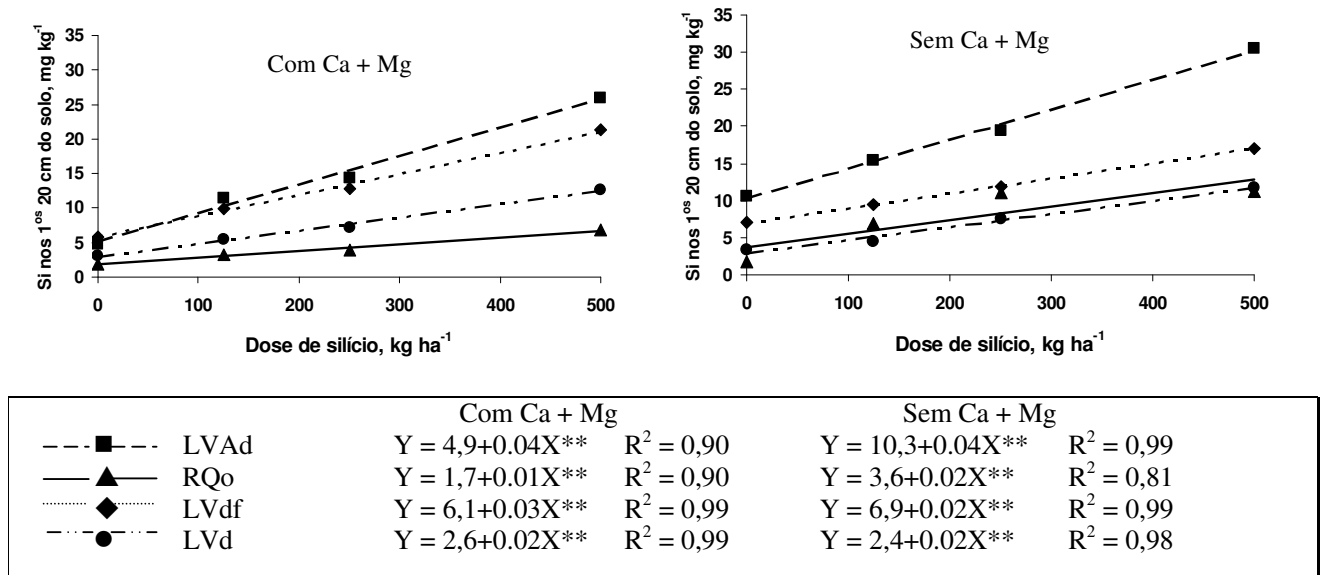 Com Ca + Mg
Si nos 1os 20 cm do solo, mg kg-1
35
30
25
20
15
10
5
0
0 100 200 300 400 500
Dose de silício, kg ha-1
Sem Ca + Mg
Si nos 1os 20 cm do solo, mg kg-1
35
30
25
20
15
10
5
0
0 100 200 300 400 500
Dose de silício, kg ha-1
Com Ca + Mg Sem Ca + Mg
LVAd Y = 4,9+0.04X** R2 = 0,90 Y = 10,3+0.04X** R2 = 0,99
RQo Y = 1,7+0.01X** R2 = 0,90 Y = 3,6+0.02X** R2 = 0,81
LVdf Y = 6,1+0.03X** R2 = 0,99 Y = 6,9+0.02X** R2 = 0,99
LVd Y = 2,6+0.02X** R2 = 0,99 Y = 2,4+0.02X** R2 = 0,98